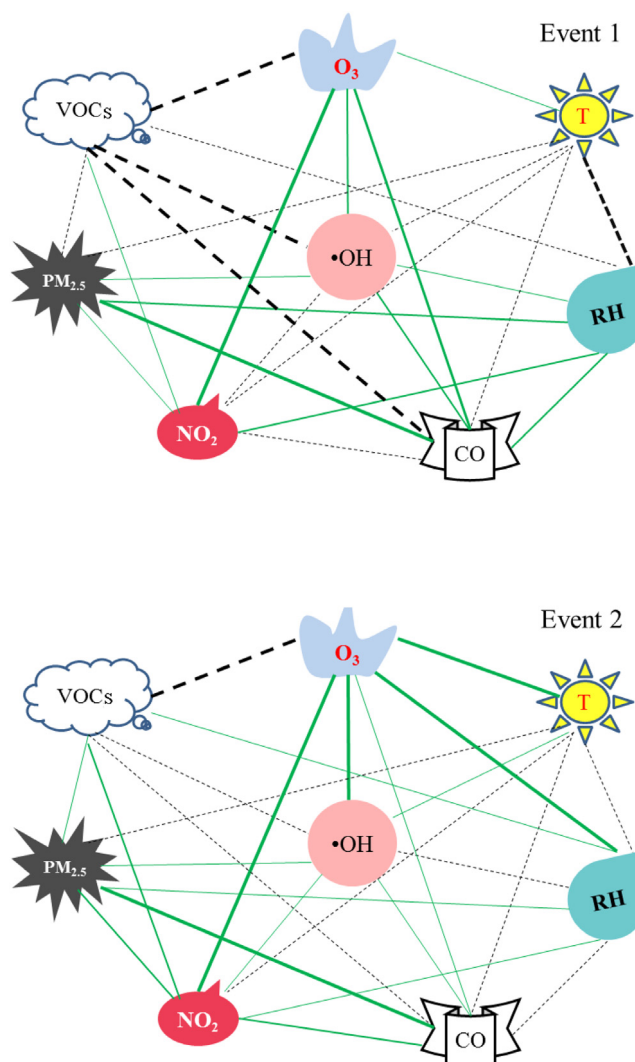 Event 1
O₃
VOCs
T
•OH
PM₂.₅
RH
NO₂
CO
Event 2
O₃
VOCs
T
•OH
PM₂.₅
RH
NO₂
CO